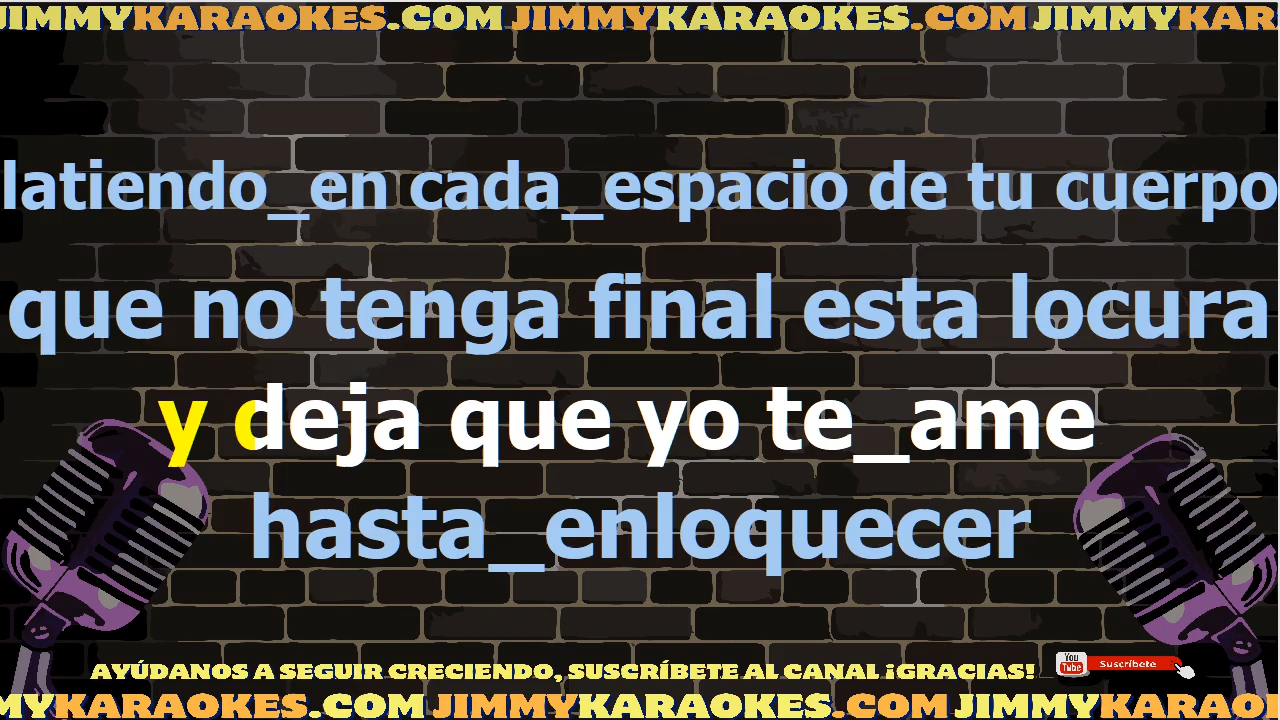 JIMMYKARAOKES.COM JIMMYKARAOKES.COM JIMMYKAR
latiendo_en cada_espacio de tu cuerpo
que no tenga final esta locura
y deja que yo te_ame
hasta_enloquecer
AYÚDANOS A SEGUIR CRECIENDO, SUSCRÍBETE AL CANAL ¡GRACIAS!
You Tube Suscríbete
MYKARAOKES.COM JIMMYKARAOKES.COM JIMMYKARAO